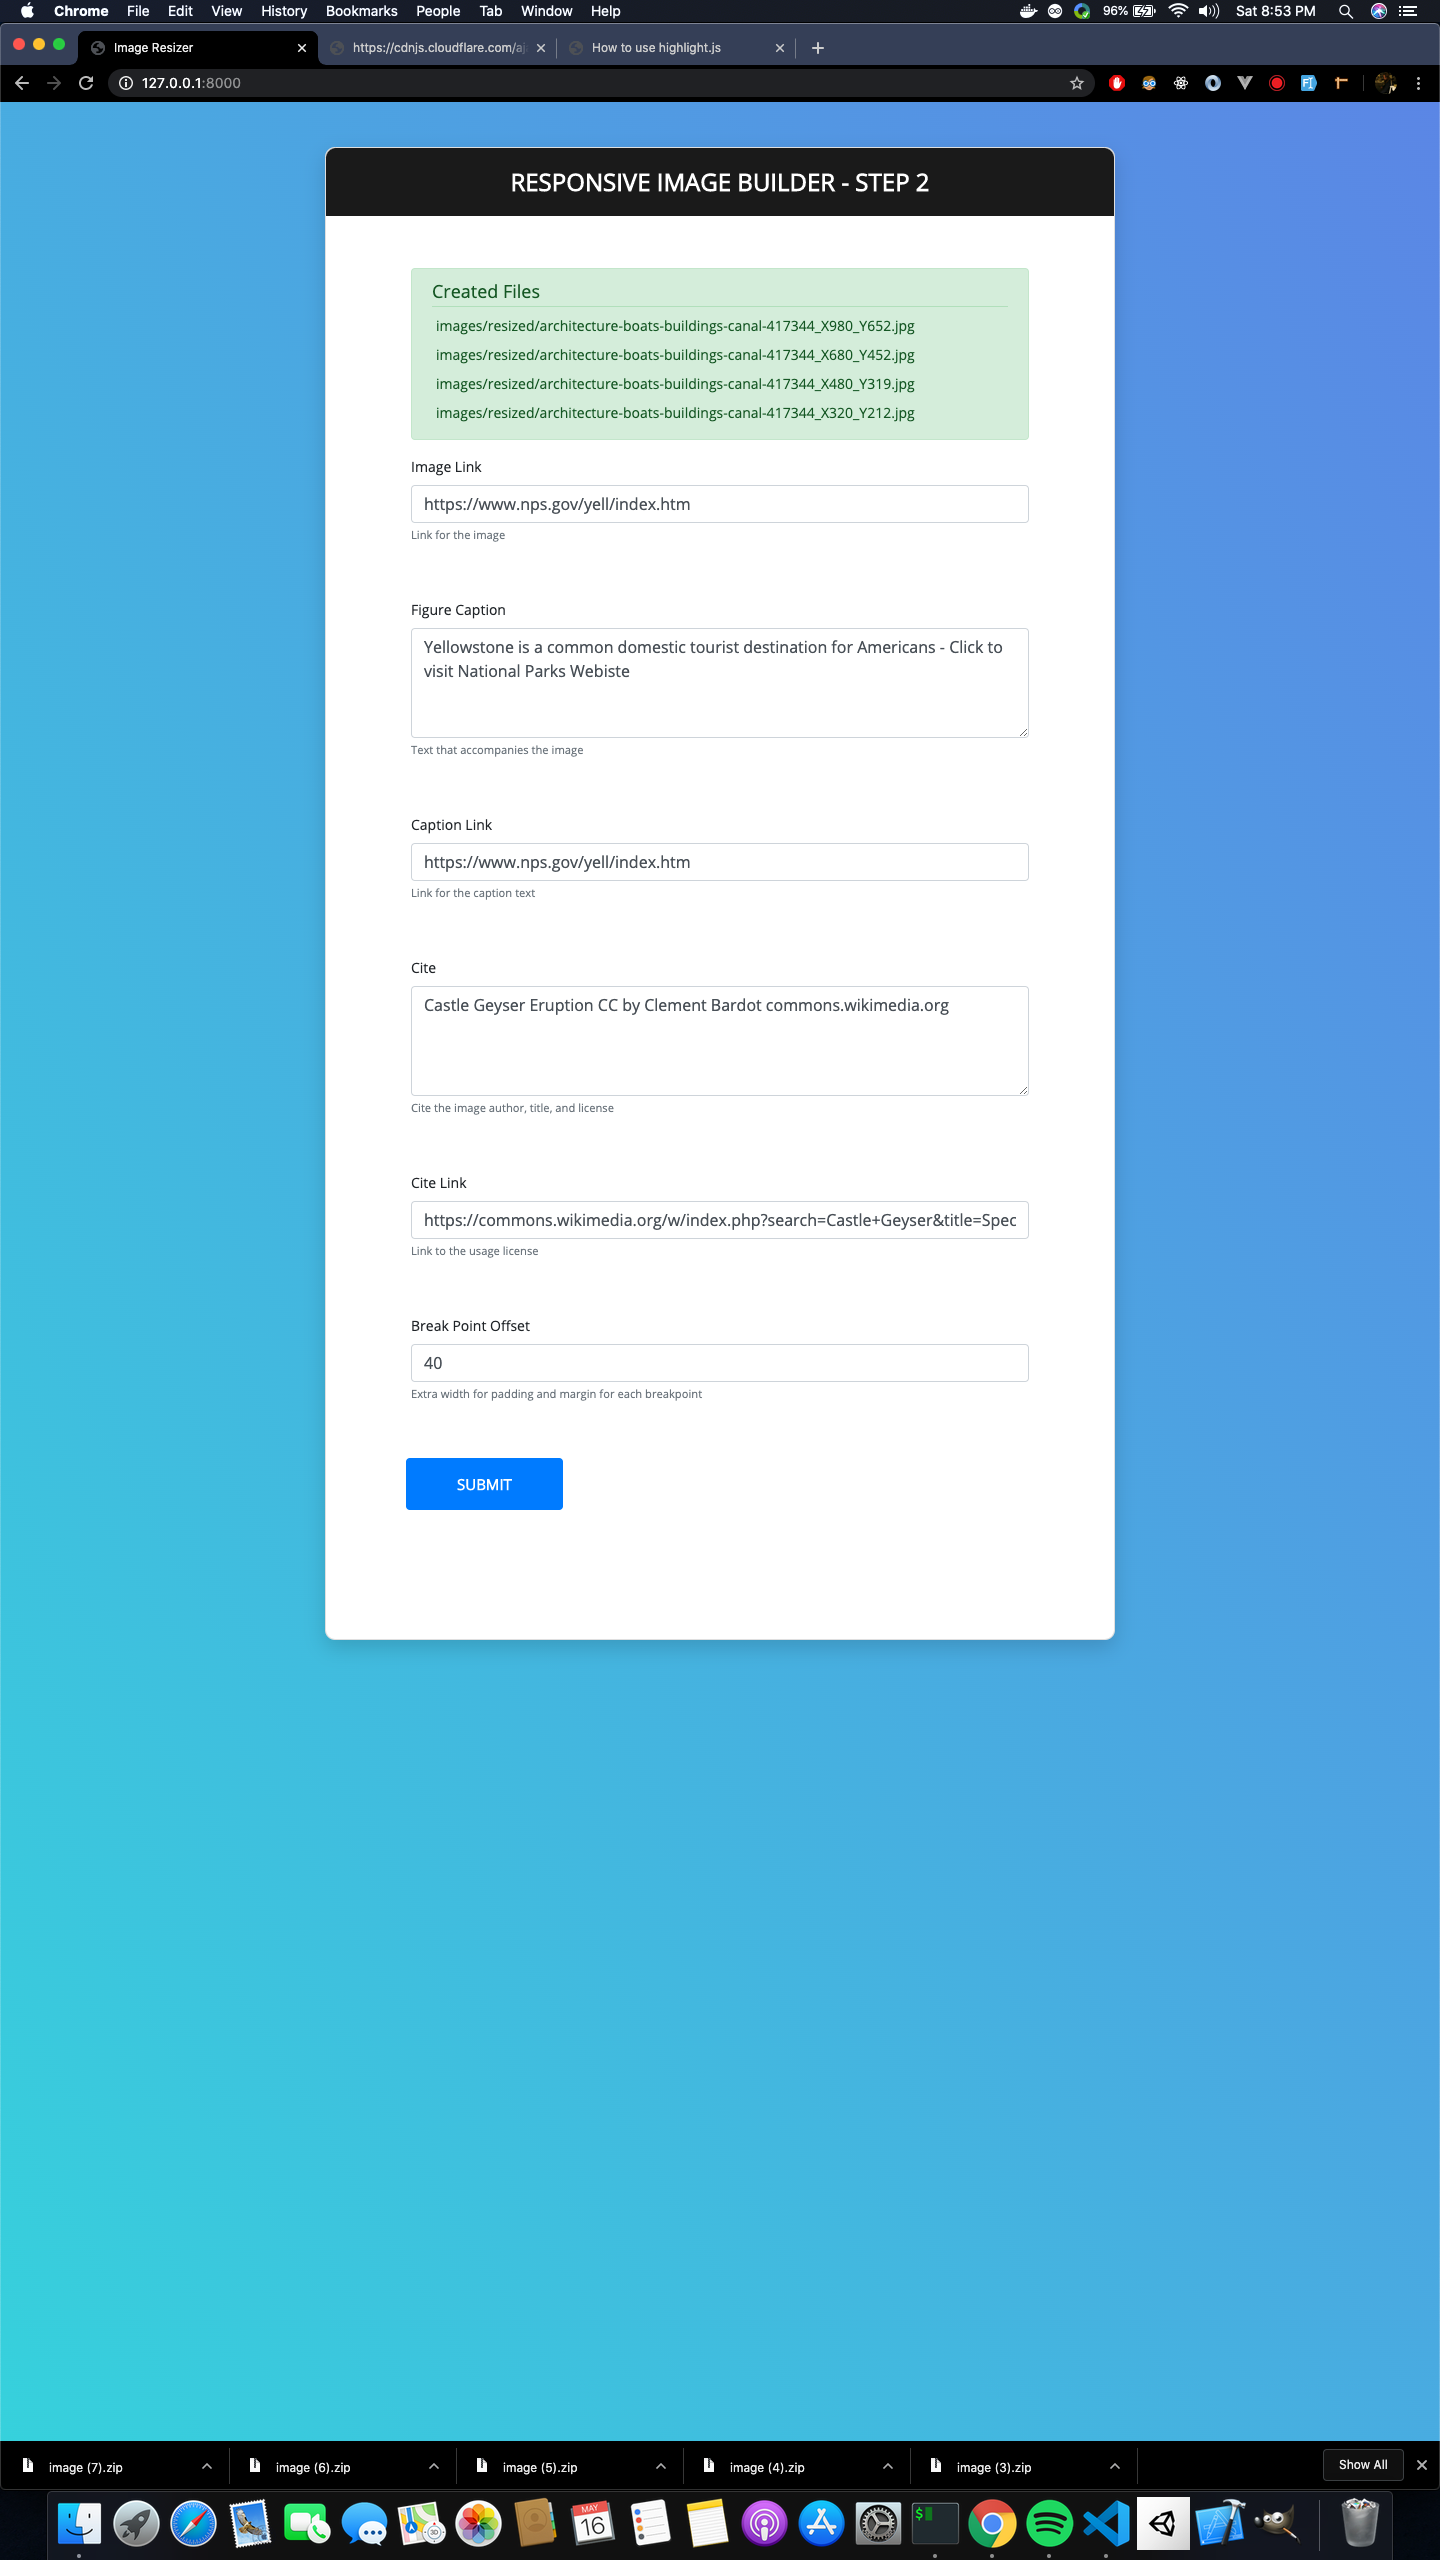 Chrome File Edit View History Bookmarks People Tab Window Help 96% Sat 8:53 PM
Image Resizer https://cdnjs.cloudflare.com/aj How to use highlight.js
127.0.0.1:8000
RESPONSIVE IMAGE BUILDER - STEP 2
Created Files
images/resized/architecture-boats-buildings-canal-417344_X980_Y652.jpg
images/resized/architecture-boats-buildings-canal-417344_X680_Y452.jpg
images/resized/architecture-boats-buildings-canal-417344_X480_Y319.jpg
images/resized/architecture-boats-buildings-canal-417344_X320_Y212.jpg
Image Link
https://www.nps.gov/yell/index.htm
Link for the image
Figure Caption
Yellowstone is a common domestic tourist destination for Americans - Click to
visit National Parks Webiste
Text that accompanies the image
Caption Link
https://www.nps.gov/yell/index.htm
Link for the caption text
Cite
Castle Geyser Eruption CC by Clement Bardot commons.wikimedia.org
Cite the image author, title, and license
Cite Link
https://commons.wikimedia.org/w/index.php?search=Castle+Geyser&title=Spec
Link to the usage license
Break Point Offset
40
Extra width for padding and margin for each breakpoint
SUBMIT
image (7).zip image (6).zip image (5).zip image (4).zip image (3).zip Show All
MAY
16
3D
$